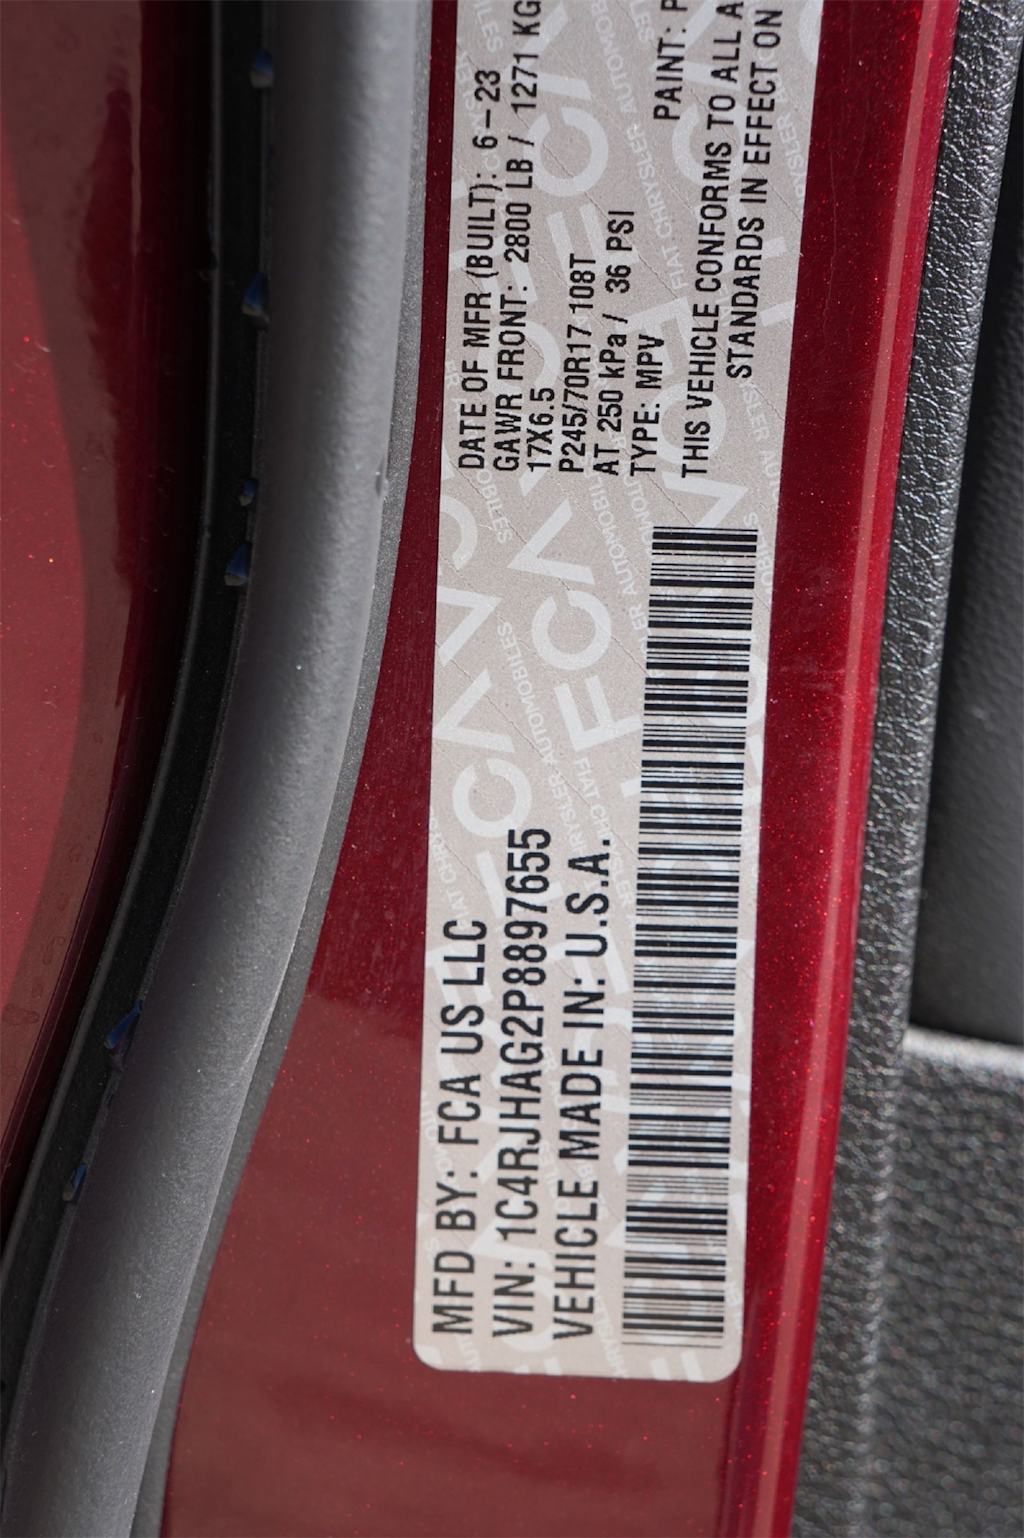 MFD BY: FCA US LLC
VIN: 1C4RJHAG2P8897655
VEHICLE MADE IN: U.S.A.
DATE OF MFR (BUILT): 6-23
GAWR FRONT: 2800 LB / 1271 KG
17X6.5
P245/70R17 108T
AT 250 kPa / 36 PSI
TYPE: MPV
PAINT: P
THIS VEHICLE CONFORMS TO ALL A
STANDARDS IN EFFECT ON